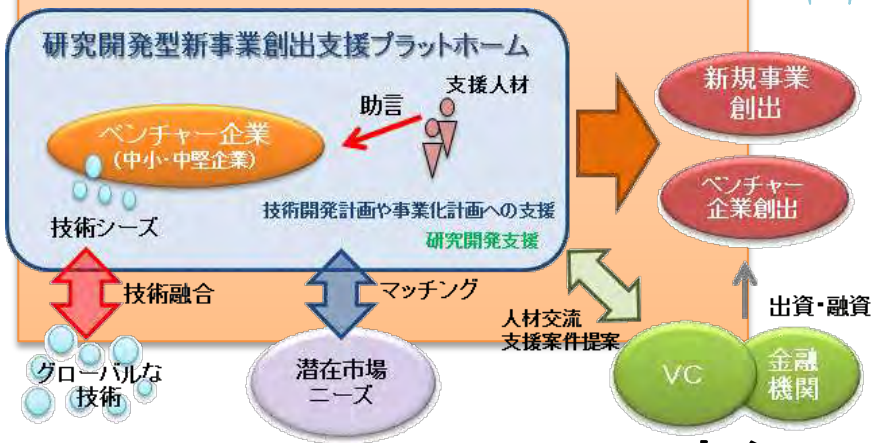 研究開発型新事業創出支援プラットホーム
支援人材
助言
ベンチャー企業
(中小・中堅企業)
技術シーズ
技術開発計画や事業化計画への支援
研究開発支援
新規事業
創出
ベンチャー
企業創出
技術融合
マッチング
人材交流
支援案件提案
出資・融資
グローバルな
技術
潜在市場
ニーズ
VC
金融
機関